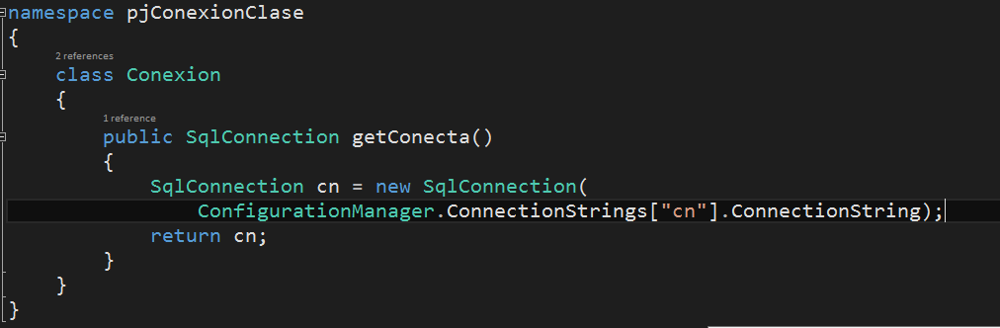 namespace pjConexionClase
{
2 references
class Conexion
{
1 reference
public SqlConnection getConecta()
{
SqlConnection cn = new SqlConnection(
ConfigurationManager.ConnectionStrings["cn"].ConnectionString);
return cn;
}
}
}